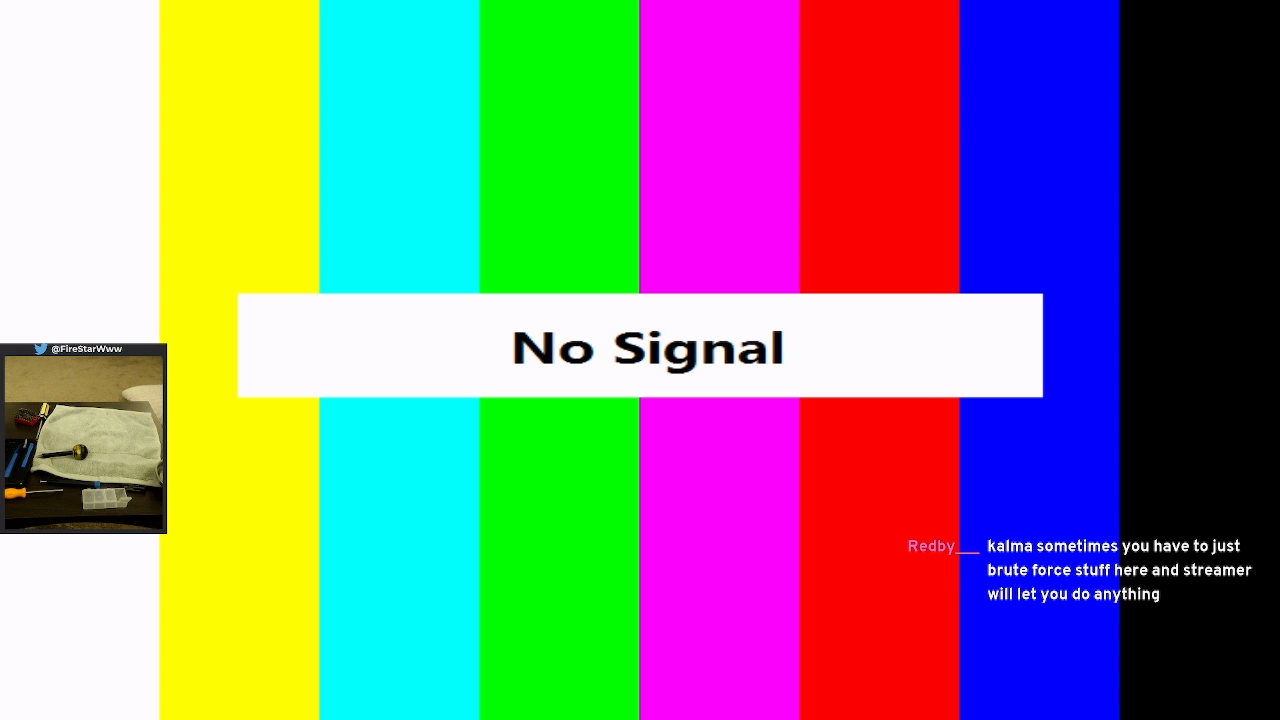 No Signal
@FireStarWww
Redby___ kalma sometimes you have to just
brute force stuff here and streamer
will let you do anything